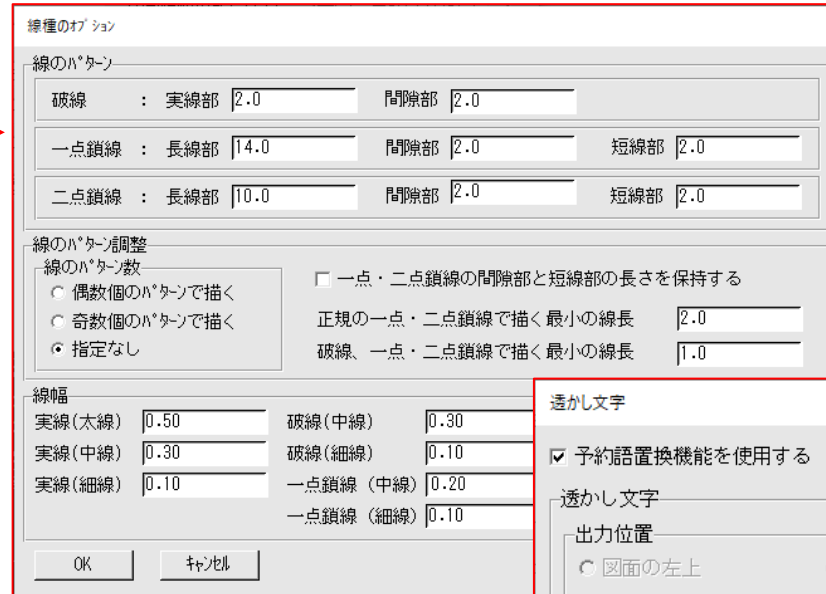 線種のｵﾌﾟｼｮﾝ
線のﾊﾟﾀｰﾝ
破線 : 実線部 2.0 間隙部 2.0
一点鎖線 : 長線部 14.0 間隙部 2.0 短線部 2.0
二点鎖線 : 長線部 10.0 間隙部 2.0 短線部 2.0
線のﾊﾟﾀｰﾝ調整
線のﾊﾟﾀｰﾝ数
偶数個のﾊﾟﾀｰﾝで描く
奇数個のﾊﾟﾀｰﾝで描く
指定なし
一点・二点鎖線の間隙部と短線部の長さを保持する
正規の一点・二点鎖線で描く最小の線長 2.0
破線、一点・二点鎖線で描く最小の線長 1.0
線幅
実線(太線) 0.50 破線(中線) 0.30
実線(中線) 0.30 破線(細線) 0.10
実線(細線) 0.10 一点鎖線 (中線) 0.20
一点鎖線 (細線) 0.10
OK ｷｬﾝｾﾙ
透かし文字
予約語置換機能を使用する
透かし文字
出力位置
図面の左上